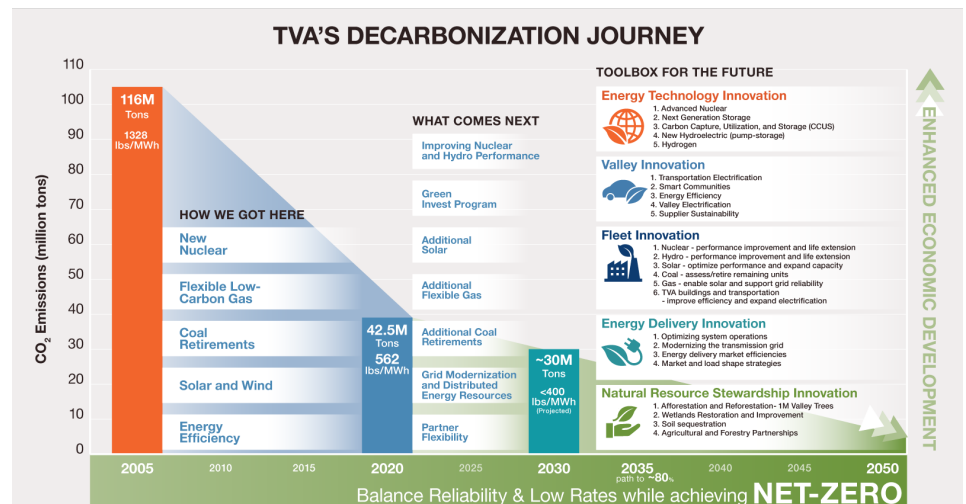 TVA'S DECARBONIZATION JOURNEY
CO2 Emissions (million tons)
110
100
90
80
70
60
50
40
30
20
10
0
116M
Tons
1328
lbs/MWh
HOW WE GOT HERE
New
Nuclear
Flexible Low-
Carbon Gas
Coal
Retirements
Solar and Wind
Energy
Efficiency
42.5M
Tons
562
lbs/MWh
WHAT COMES NEXT
Improving Nuclear
and Hydro Performance
Green
Invest Program
Additional
Solar
Additional
Flexible Gas
Additional Coal
Retirements
Grid Modernization
and Distributed
Energy Resources
Partner
Flexibility
~30M
Tons
<400
lbs/MWh
(Projected)
TOOLBOX FOR THE FUTURE
Energy Technology Innovation
1. Advanced Nuclear
2. Next Generation Storage
3. Carbon Capture, Utilization, and Storage (CCUS)
4. New Hydroelectric (pump-storage)
5. Hydrogen
Valley Innovation
1. Transportation Electrification
2. Smart Communities
3. Energy Efficiency
4. Valley Electrification
5. Supplier Sustainability
Fleet Innovation
1. Nuclear - performance improvement and life extension
2. Hydro - performance improvement and life extension
3. Solar - optimize performance and expand capacity
4. Coal - assess/retire remaining units
5. Gas - enable solar and support grid reliability
6. TVA buildings and transportation
- improve efficiency and expand electrification
Energy Delivery Innovation
1. Optimizing system operations
2. Modernizing the transmission grid
3. Energy delivery market efficiencies
4. Market and load shape strategies
Natural Resource Stewardship Innovation
1. Afforestation and Reforestation- 1M Valley Trees
2. Wetlands Restoration and Improvement
3. Soil sequestration
4. Agricultural and Forestry Partnerships
ENHANCED ECONOMIC DEVELOPMENT
2005 2010 2015 2020 2025 2030 2035 2040 2045 2050
path to ~80%
Balance Reliability & Low Rates while achieving NET-ZERO